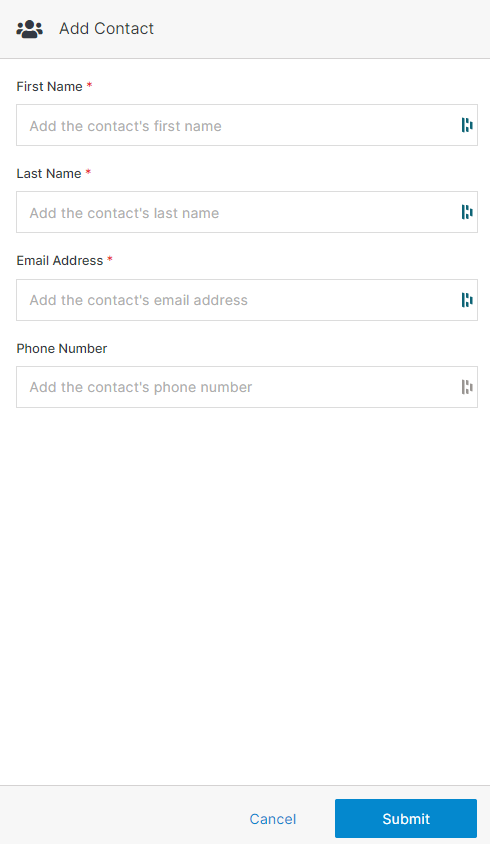 Add Contact
First Name *
Add the contact's first name
Last Name *
Add the contact's last name
Email Address *
Add the contact's email address
Phone Number
Add the contact's phone number
Cancel Submit